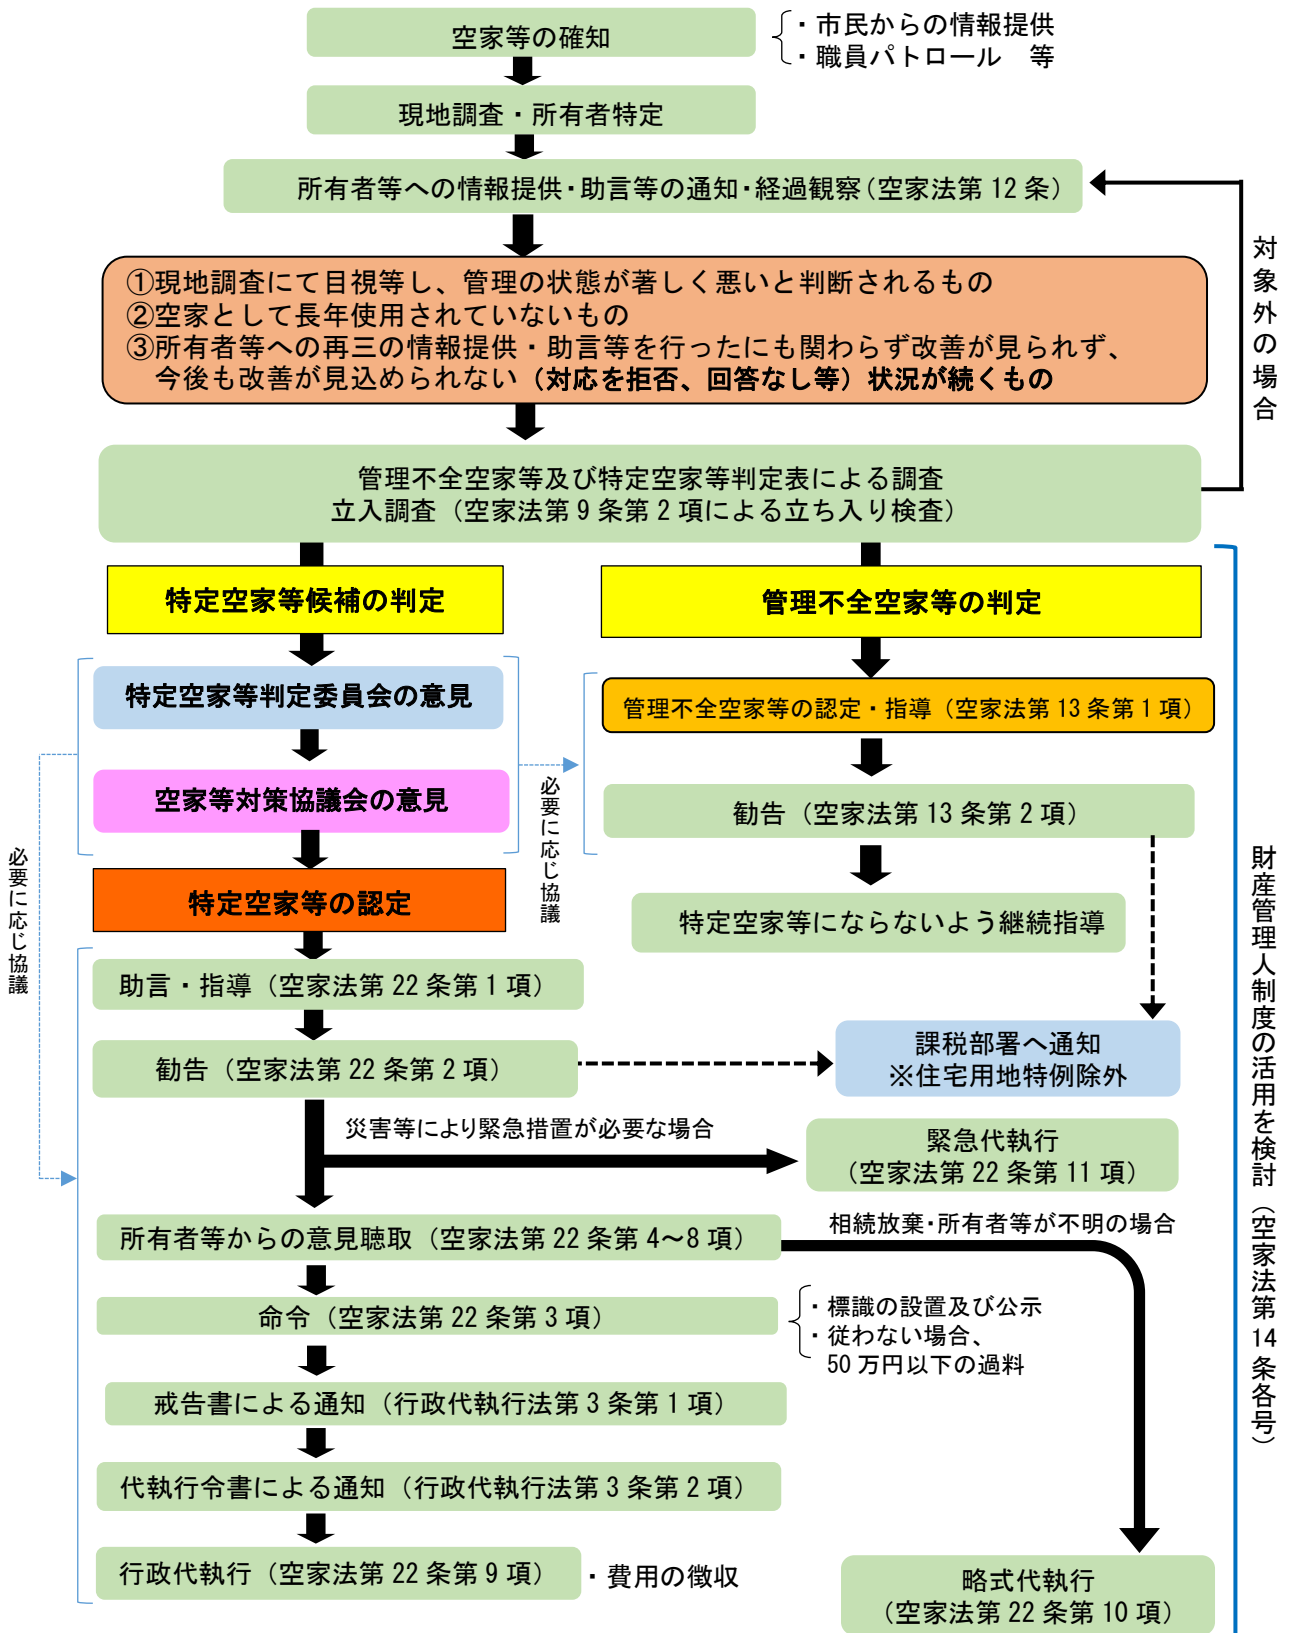 空家等の確知
・市民からの情報提供
・職員パトロール　等
現地調査・所有者特定
所有者等への情報提供・助言等の通知・経過観察(空家法第 12 条)
対象外の場合
①現地調査にて目視等し、管理の状態が著しく悪いと判断されるもの
②空家として長年使用されていないもの
③所有者等への再三の情報提供・助言等を行ったにも関わらず改善が見られず、
今後も改善が見込められない（対応を拒否、回答なし等）状況が続くもの
管理不全空家等及び特定空家等判定表による調査
立入調査（空家法第 9 条第 2 項による立ち入り検査）
特定空家等候補の判定
管理不全空家等の判定
特定空家等判定委員会の意見
管理不全空家等の認定・指導（空家法第 13 条第 1 項）
空家等対策協議会の意見
必要に応じ協議
勧告（空家法第 13 条第 2 項）
必要に応じ協議
特定空家等の認定
特定空家等にならないよう継続指導
財産管理人制度の活用を検討（空家法第 14 条各号）
助言・指導（空家法第 22 条第 1 項）
勧告（空家法第 22 条第 2 項）
課税部署へ通知
※住宅用地特例除外
災害等により緊急措置が必要な場合
緊急代執行
（空家法第 22 条第 11 項）
所有者等からの意見聴取（空家法第 22 条第 4～8 項）
相続放棄・所有者等が不明の場合
命令（空家法第 22 条第 3 項）
・標識の設置及び公示
・従わない場合、
50 万円以下の過料
戒告書による通知（行政代執行法第 3 条第 1 項）
代執行令書による通知（行政代執行法第 3 条第 2 項）
行政代執行（空家法第 22 条第 9 項）
・費用の徴収
略式代執行
（空家法第 22 条第 10 項）